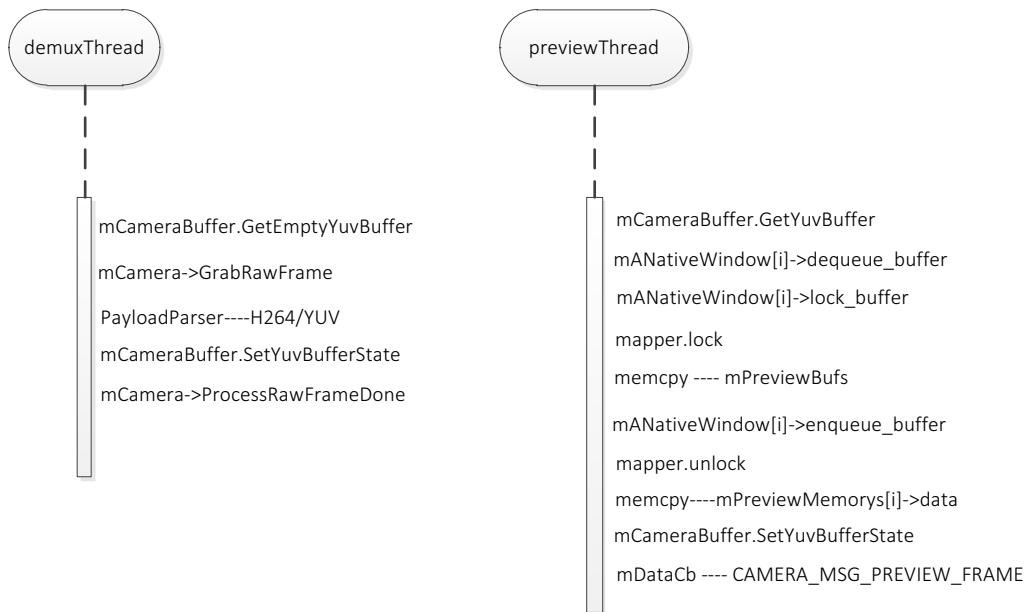 demuxThread
mCameraBuffer.GetEmptyYuvBuffer
mCamera->GrabRawFrame
PayloadParser----H264/YUV
mCameraBuffer.SetYuvBufferState
mCamera->ProcessRawFrameDone
previewThread
mCameraBuffer.GetYuvBuffer
mANativeWindow[i]->dequeue_buffer
mANativeWindow[i]->lock_buffer
mapper.lock
memcpy ---- mPreviewBufs
mANativeWindow[i]->enqueue_buffer
mapper.unlock
memcpy----mPreviewMemorys[i]->data
mCameraBuffer.SetYuvBufferState
mDataCb ---- CAMERA_MSG_PREVIEW_FRAME